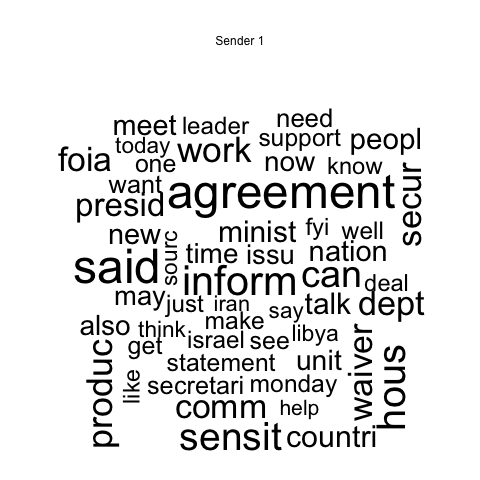 Sender 1
need
meet leader
support peopl
today work
foia one now know
want agreement secur
presid
new minist fyi well
sourc time issu nation
said inform can deal
may just iran say talk dept
make
also think israel see libya
get
statement unit waiver
produc like secretari monday hous
comm help
sensit countri